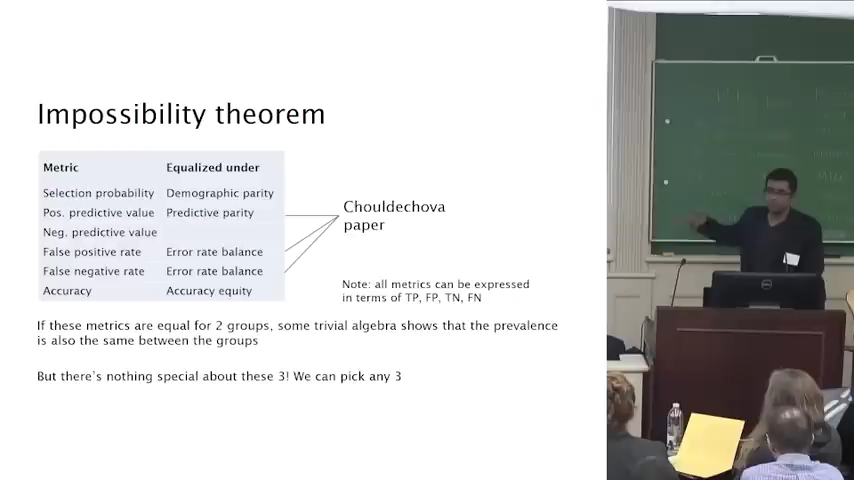 Impossibility theorem
Metric Equalized under
Selection probability Demographic parity
Pos. predictive value Predictive parity
Neg. predictive value
False positive rate Error rate balance
False negative rate Error rate balance
Accuracy Accuracy equity
Chouldechova
paper
Note: all metrics can be expressed
in terms of TP, FP, TN, FN
If these metrics are equal for 2 groups, some trivial algebra shows that the prevalence
is also the same between the groups
But there's nothing special about these 3! We can pick any 3